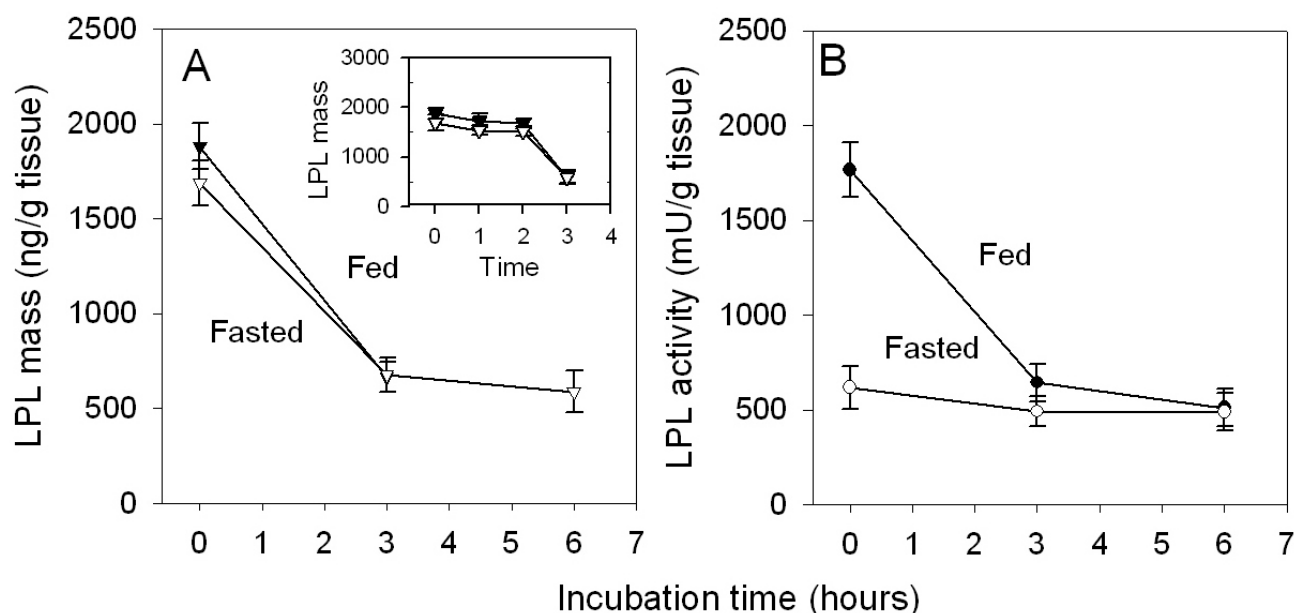 A
LPL mass (ng/g tissue)
2500
2000
1500
1000
500
0
0 1 2 3 4 5 6 7
Fed
Fasted
LPL mass
3000
2000
1000
0
0 1 2 3 4
Time
B
LPL activity (mU/g tissue)
2500
2000
1500
1000
500
0
0 1 2 3 4 5 6 7
Fed
Fasted
Incubation time (hours)